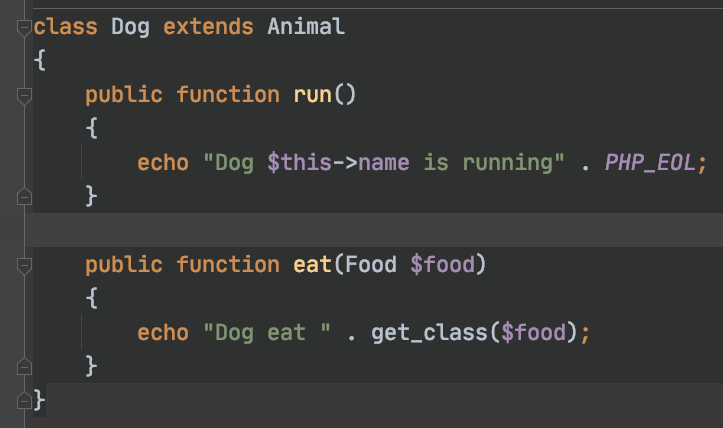 class Dog extends Animal
{
    public function run()
    {
        echo "Dog $this->name is running" . PHP_EOL;
    }

    public function eat(Food $food)
    {
        echo "Dog eat " . get_class($food);
    }
}